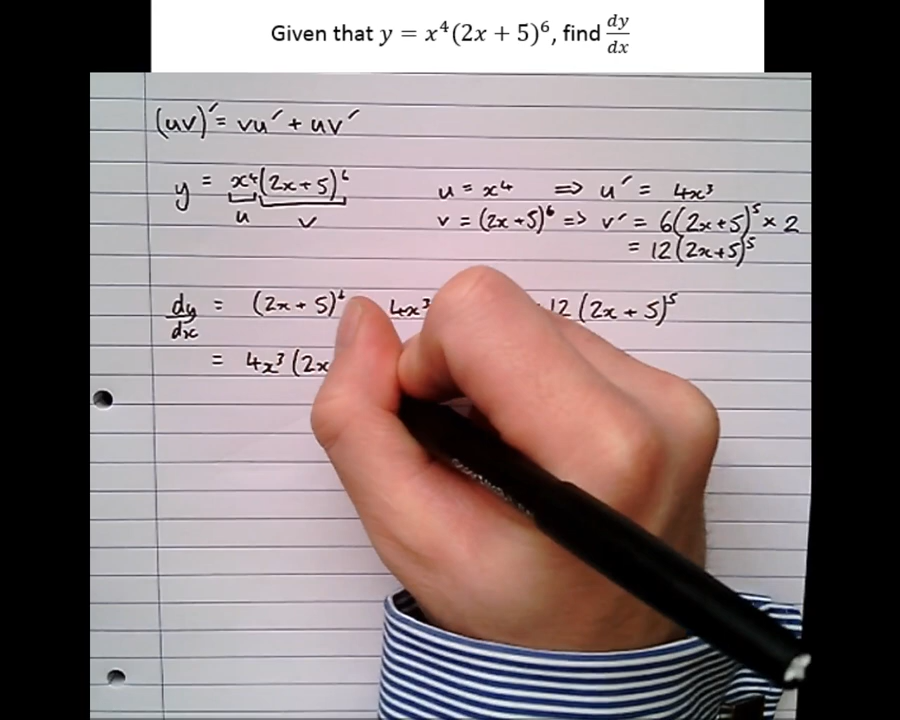 Given that y = x⁴(2x + 5)⁶, find dy/dx
(uv)′ = vu′ + uv′
y = x⁴(2x+5)⁶ u = x⁴ ⇒ u′ = 4x³
u v v = (2x+5)⁶ ⇒ v′ = 6(2x+5)⁵ × 2
= 12(2x+5)⁵
dy/dx = (2x+5)⁶ 4x³ 12(2x+5)⁵
= 4x³(2x